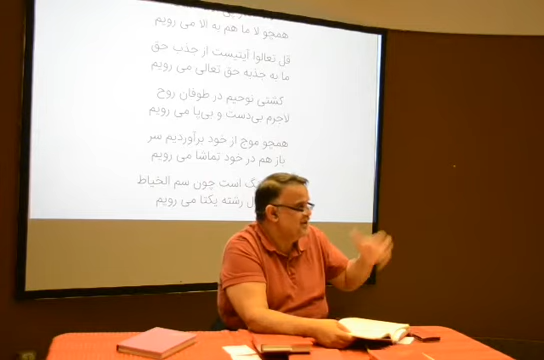 همچو لا ما هم به الا می رویم
قل تعالوا آیتیست از جذب حق
ما به جذبه حق تعالی می رویم
کشتی نوحیم در طوفان روح
لاجرم بی‌دست و بی‌پا می رویم
همچو موج از خود برآوردیم سر
باز هم در خود تماشا می رویم
است چون سم الخیاط
رشته یکتا می رویم